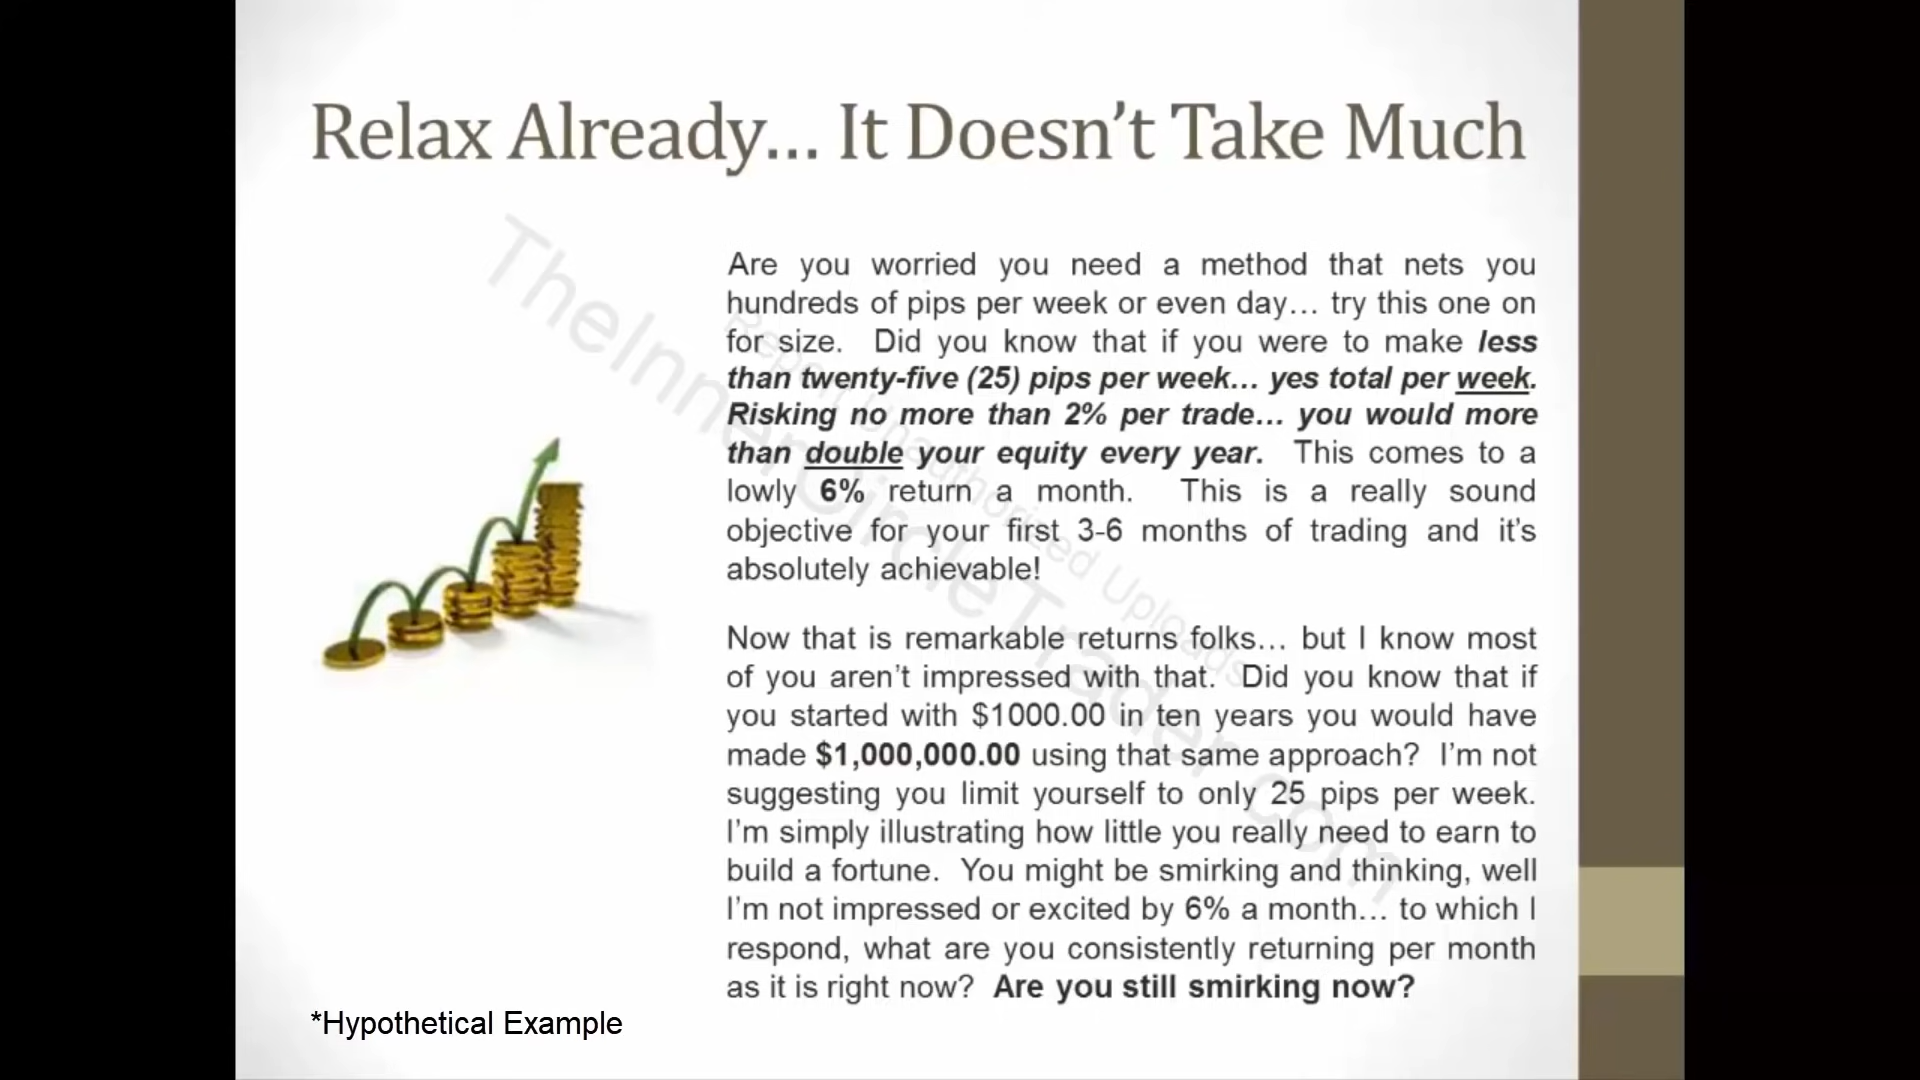 Relax Already... It Doesn't Take Much
Are you worried you need a method that nets you
hundreds of pips per week or even day... try this one on
for size. Did you know that if you were to make less
than twenty-five (25) pips per week... yes total per week.
Risking no more than 2% per trade... you would more
than double your equity every year. This comes to a
lowly 6% return a month. This is a really sound
objective for your first 3-6 months of trading and it's
absolutely achievable!
Now that is remarkable returns folks... but I know most
of you aren't impressed with that. Did you know that if
you started with $1000.00 in ten years you would have
made $1,000,000.00 using that same approach? I'm not
suggesting you limit yourself to only 25 pips per week.
I'm simply illustrating how little you really need to earn to
build a fortune. You might be smirking and thinking, well
I'm not impressed or excited by 6% a month... to which I
respond, what are you consistently returning per month
as it is right now? Are you still smirking now?
*Hypothetical Example
TheInnerCircleTrader.com
Report Unauthorized Uploads